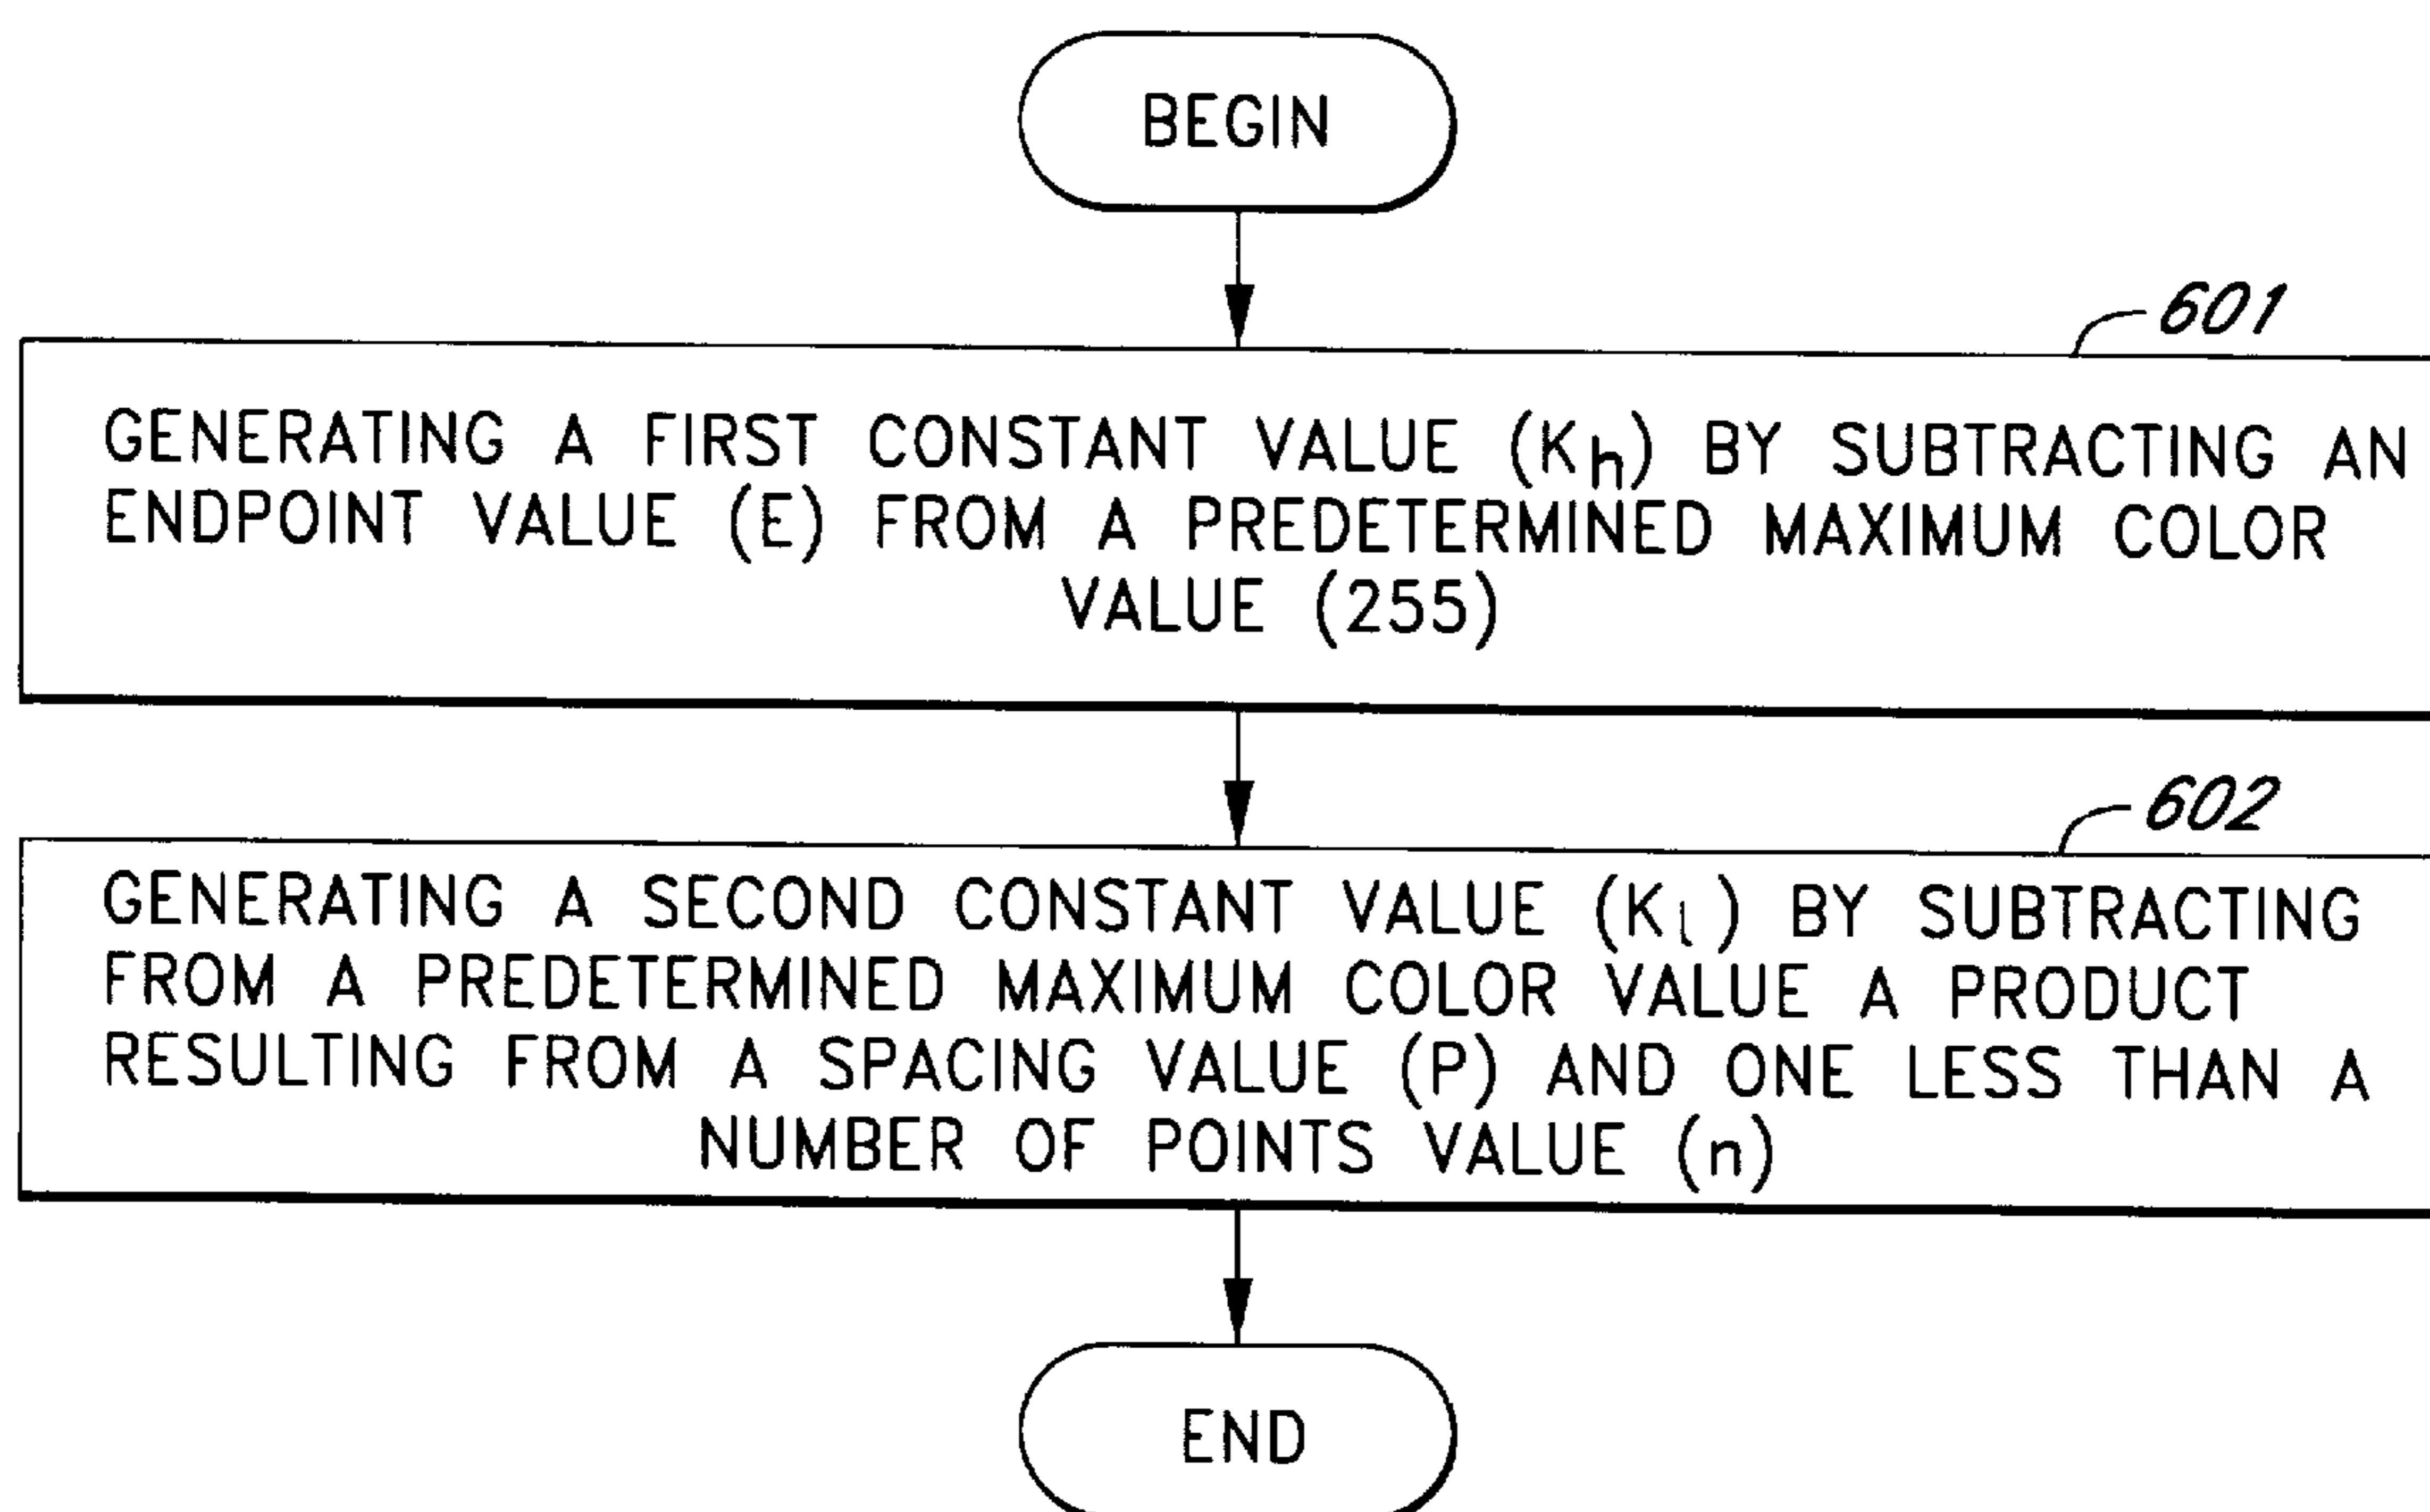 BEGIN
601
GENERATING A FIRST CONSTANT VALUE (Kh) BY SUBTRACTING AN
ENDPOINT VALUE (E) FROM A PREDETERMINED MAXIMUM COLOR
VALUE (255)
602
GENERATING A SECOND CONSTANT VALUE (Kl) BY SUBTRACTING
FROM A PREDETERMINED MAXIMUM COLOR VALUE A PRODUCT
RESULTING FROM A SPACING VALUE (P) AND ONE LESS THAN A
NUMBER OF POINTS VALUE (n)
END